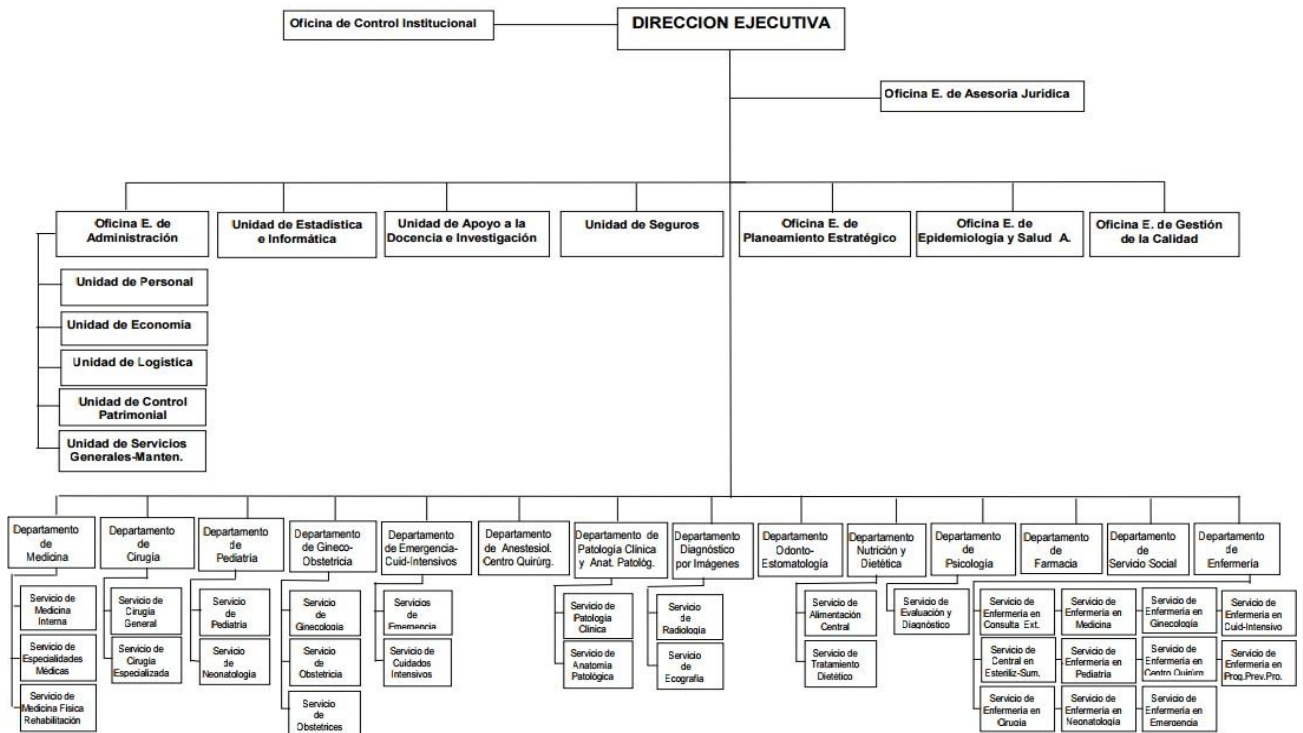 Oficina de Control Institucional
DIRECCION EJECUTIVA
Oficina E. de Asesoría Jurídica
Oficina E. de
Administración
Unidad de Estadística
e Informática
Unidad de Apoyo a la
Docencia e Investigación
Unidad de Seguros
Oficina E. de
Planeamiento Estratégico
Oficina E. de
Epidemiología y Salud A.
Oficina E. de Gestión
de la Calidad
Unidad de Personal
Unidad de Economía
Unidad de Logística
Unidad de Control
Patrimonial
Unidad de Servicios
Generales-Manten.
Departamento
de
Medicina
Departamento
de
Cirugía
Departamento
de
Pediatría
Departamento
de Gineco-
Obstetricia
Departamento
de Emergencia-
Cuid-Intensivos
Departamento
de Anestesiol.
Centro Quirúrg.
Departamento de
Patología Clínica
y Anat. Patológ.
Departamento
Diagnóstico
por Imágenes
Departamento
Odonto-
Estomatología
Departamento
Nutrición y
Dietética
Departamento
de
Psicología
Departamento
de
Farmacia
Departamento
de
Servicio Social
Departamento
de
Enfermería
Servicio de
Medicina
Interna
Servicio de
Especialidades
Médicas
Servicio de
Medicina Física
Rehabilitación
Servicio de
Cirugía
General
Servicio de
Cirugía
Especializada
Servicio
de
Pediatría
Servicio
de
Neonatología
Servicio
de
Ginecología
Servicio
de
Obstetricia
Servicio
de
Obstetrices
Servicios
de
Emergencia
Servicio de
Cuidados
Intensivos
Servicio de
Patología
Clínica
Servicio de
Anatomía
Patológica
Servicio
de
Radiología
Servicio
de
Ecografía
Servicio de
Alimentación
Central
Servicio de
Tratamiento
Dietético
Servicio de
Evaluación y
Diagnóstico
Servicio de
Enfermería en
Consulta Ext.
Servicio de
Central en
Esteriliz-Sum.
Servicio de
Enfermería en
Cirugía
Servicio de
Enfermería en
Medicina
Servicio de
Enfermería en
Pediatría
Servicio de
Enfermería en
Neonatología
Servicio de
Enfermería en
Ginecología
Servicio de
Enfermería en
Centro Quirúrg.
Servicio de
Enfermería en
Emergencia
Servicio de
Enfermería en
Cuid-Intensivo
Servicio de
Enfermería en
Prog.Prev.Pro.